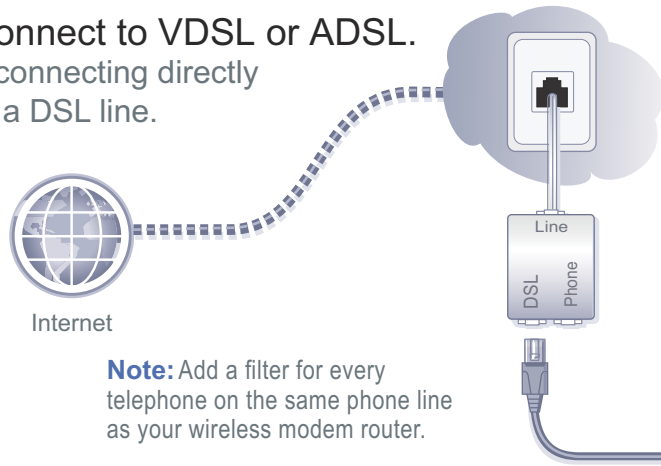 onnect to VDSL or ADSL.
connecting directly
a DSL line.
Line
DSL
Phone
Internet
Note: Add a filter for every
telephone on the same phone line
as your wireless modem router.